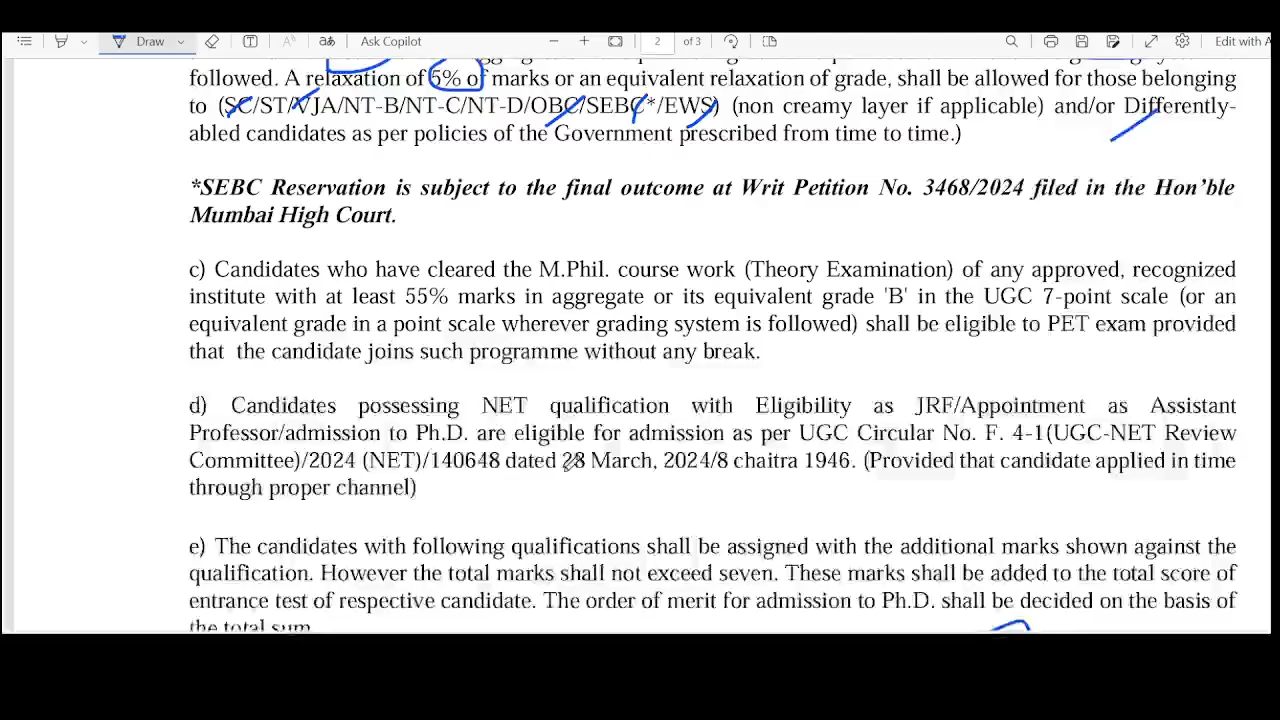 Draw
Ask Copilot
2 of 3
Edit with A
followed. A relaxation of 5% of marks or an equivalent relaxation of grade, shall be allowed for those belonging
to (SC/ST/VJA/NT-B/NT-C/NT-D/OBC/SEBC*/EWS) (non creamy layer if applicable) and/or Differently-
abled candidates as per policies of the Government prescribed from time to time.)
*SEBC Reservation is subject to the final outcome at Writ Petition No. 3468/2024 filed in the Hon'ble
Mumbai High Court.
c) Candidates who have cleared the M.Phil. course work (Theory Examination) of any approved, recognized
institute with at least 55% marks in aggregate or its equivalent grade 'B' in the UGC 7-point scale (or an
equivalent grade in a point scale wherever grading system is followed) shall be eligible to PET exam provided
that the candidate joins such programme without any break.
d) Candidates possessing NET qualification with Eligibility as JRF/Appointment as Assistant
Professor/admission to Ph.D. are eligible for admission as per UGC Circular No. F. 4-1(UGC-NET Review
Committee)/2024 (NET)/140648 dated 28 March, 2024/8 chaitra 1946. (Provided that candidate applied in time
through proper channel)
e) The candidates with following qualifications shall be assigned with the additional marks shown against the
qualification. However the total marks shall not exceed seven. These marks shall be added to the total score of
entrance test of respective candidate. The order of merit for admission to Ph.D. shall be decided on the basis of
the total sum